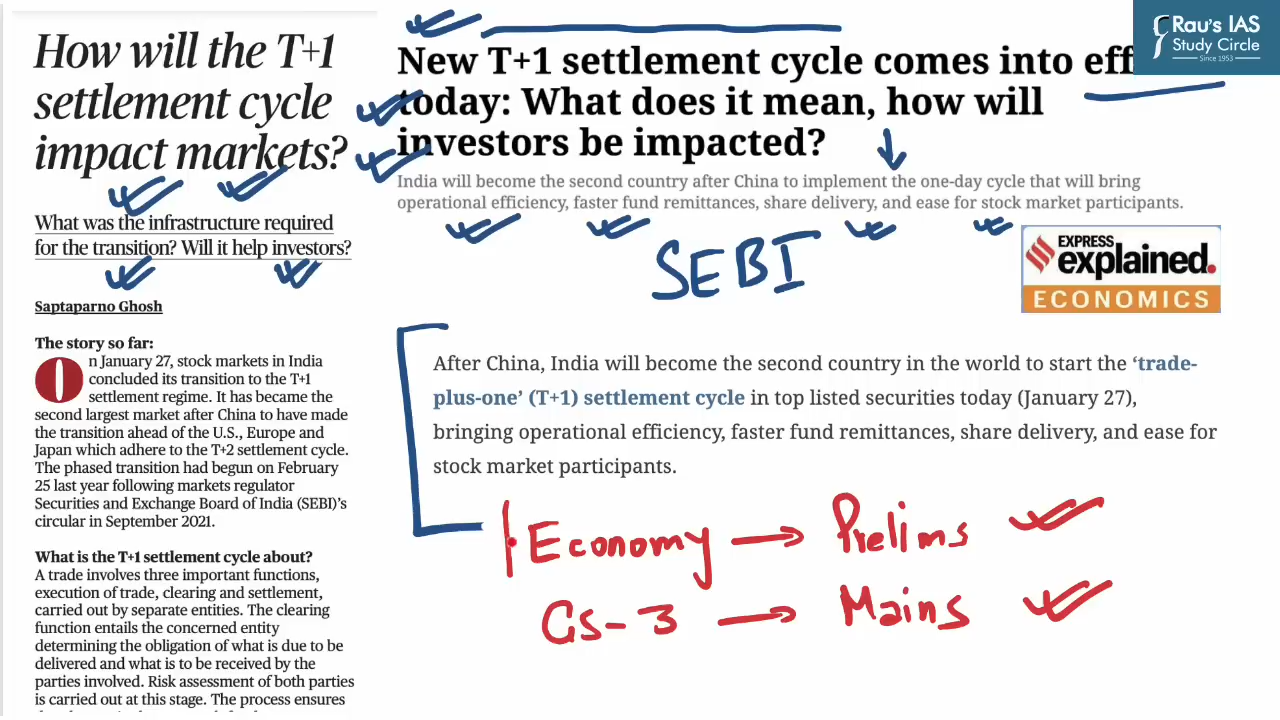 How will the T+1
settlement cycle
impact markets?
What was the infrastructure required
for the transition? Will it help investors?
Saptaparno Ghosh
The story so far:
On January 27, stock markets in India
concluded its transition to the T+1
settlement regime. It has became the
second largest market after China to have made
the transition ahead of the U.S., Europe and
Japan which adhere to the T+2 settlement cycle.
The phased transition had begun on February
25 last year following markets regulator
Securities and Exchange Board of India (SEBI)’s
circular in September 2021.
What is the T+1 settlement cycle about?
A trade involves three important functions,
execution of trade, clearing and settlement,
carried out by separate entities. The clearing
function entails the concerned entity
determining the obligation of what is due to be
delivered and what is to be received by the
parties involved. Risk assessment of both parties
is carried out at this stage. The process ensures
New T+1 settlement cycle comes into eff
today: What does it mean, how will
investors be impacted?
India will become the second country after China to implement the one-day cycle that will bring
operational efficiency, faster fund remittances, share delivery, and ease for stock market participants.
SEBI
EXPRESS
explained.
ECONOMICS
After China, India will become the second country in the world to start the ‘trade-
plus-one’ (T+1) settlement cycle in top listed securities today (January 27),
bringing operational efficiency, faster fund remittances, share delivery, and ease for
stock market participants.
Economy → Prelims
GS-3 → Mains
Rau's IAS
Study Circle
Since 1953